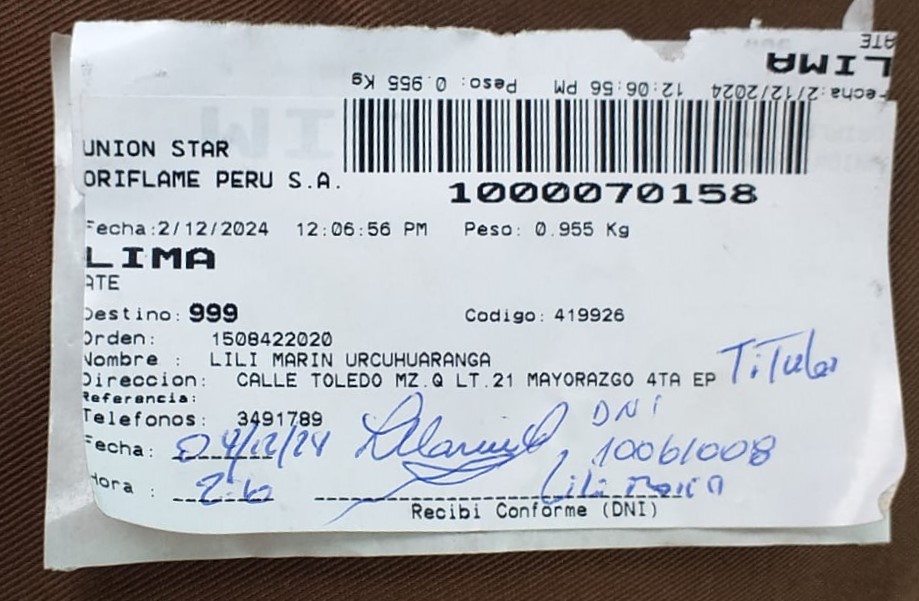 ATE
LIMA
Fecha:2/12/2024 12:06:56 PM Peso: 0.955 Kg
UNION STAR
ORIFLAME PERU S.A.
1000070158
Fecha:2/12/2024 12:06:56 PM Peso: 0.955 Kg
LIMA
ATE
Destino: 999 Codigo: 419926
Orden: 1508422020
Nombre : LILI MARIN URCUHUARANGA
Titular
Direccion: CALLE TOLEDO MZ.Q LT.21 MAYORAZGO 4TA EP
Referencia:
Telefonos: 3491789
DNI
Fecha: 04/12/24
10061008
Hora :
Lili Marin
Recibi Conforme (DNI)